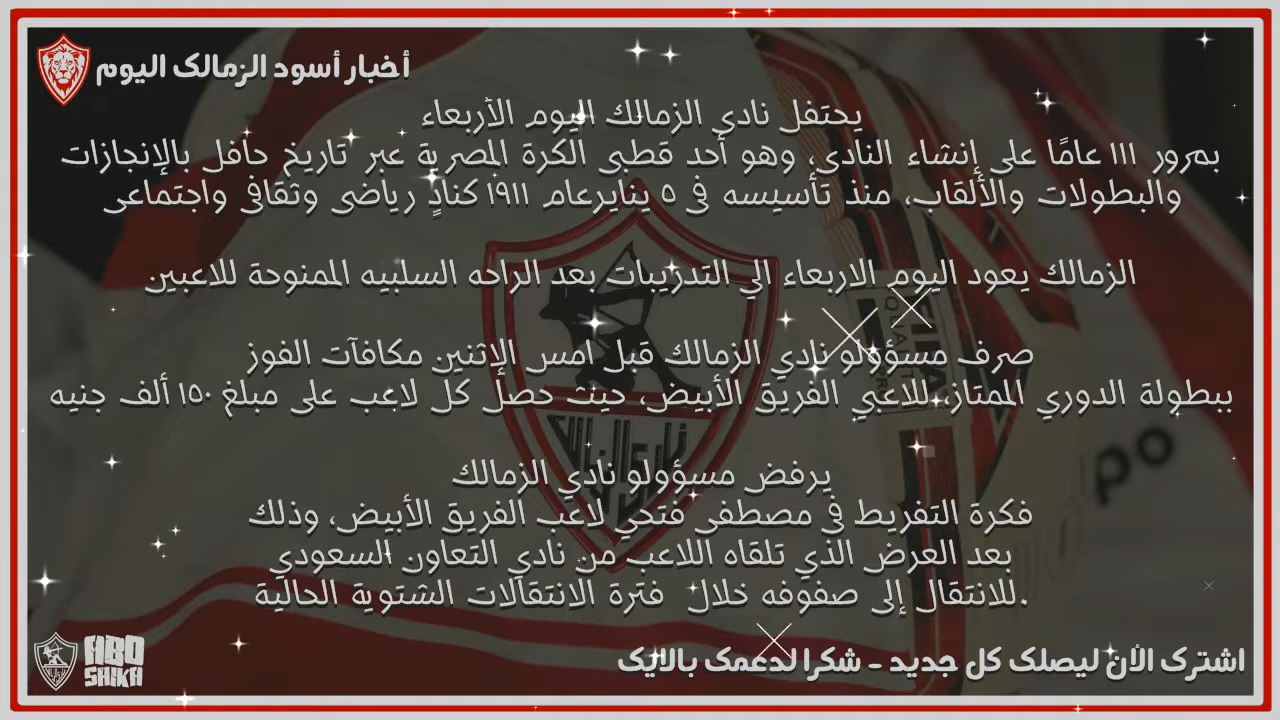 أخبار أسود الزمالك اليوم
يحتفل نادى الزمالك اليوم الأربعاء
بمرور ١١١ عامًا على إنشاء النادى، وهو أحد قطبى الكرة المصرية عبر تاريخ حافل بالإنجازات
والبطولات والألقاب، منذ تأسيسه فى ٥ يناير عام ١٩١١ كنادٍ رياضى وثقافى واجتماعى
الزمالك يعود اليوم الاربعاء الي التدريبات بعد الراحه السلبيه الممنوحة للاعبين
صرف مسؤولو نادي الزمالك قبل امس الإثنين مكافآت الفوز
ببطولة الدوري الممتاز، للاعبي الفريق الأبيض، حيث حصل كل لاعب على مبلغ ١٥٠ ألف جنيه
يرفض مسؤولو نادي الزمالك
فكرة التفريط فى مصطفى فتحي لاعب الفريق الأبيض، وذلك
بعد العرض الذي تلقاه اللاعب من نادي التعاون السعودي
للانتقال إلى صفوفه خلال فترة الانتقالات الشتوية الحالية.
اشترك الأن ليصلك كل جديد - شكرا لدعمك بالايك
ABO
SHIKA